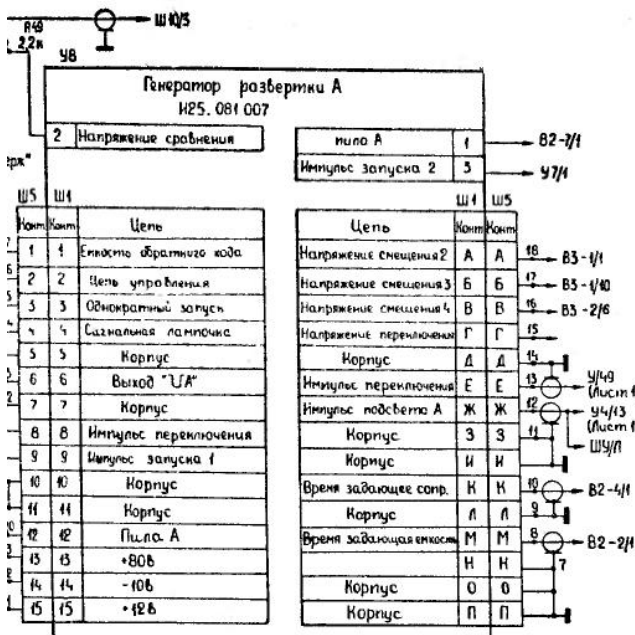 Ш10/3
R49
2,2к
У8
Генератор развертки А
И25.081 007
2 Напряжение сравнения
пила А 1 В2-7/1
Импульс запуска 2 3 У7/1
Ш5 Ш1
Конт Конт Цепь
1 1 Емкость обратного хода
2 2 Цепь управления
3 3 Однократный запуск
4 4 Сигнальная лампочка
5 5 Корпус
6 6 Выход
7 7 Корпус
8 8 Импульс переключения
9 9 Импульс запуска 1
10 10 Корпус
11 11 Корпус
12 12 Пила А
13 13 +80в
14 14 -10в
15 15 +12в
Ш1 Ш5
Цепь Конт Конт
Напряжение смещения 2 А А 18 В3-1/1
Напряжение смещения 3 Б Б 17 В3-1/10
Напряжение смещения 4 В В 16 В3-2/6
Напряжение переключения Г Г 15
Корпус Д Д 14
Импульс переключения Е Е 13 У/49
(Лист 1
Импульс подсвета А Ж Ж 12 У4/13
(Лист 1
Корпус З З 11 ШУ/Л
Корпус И И
Время задающее сопр. К К 10 В2-4/1
Корпус Л Л 9
Время задающая емкость М М 8 В2-2/1
Н Н 7
Корпус О О
Корпус П П